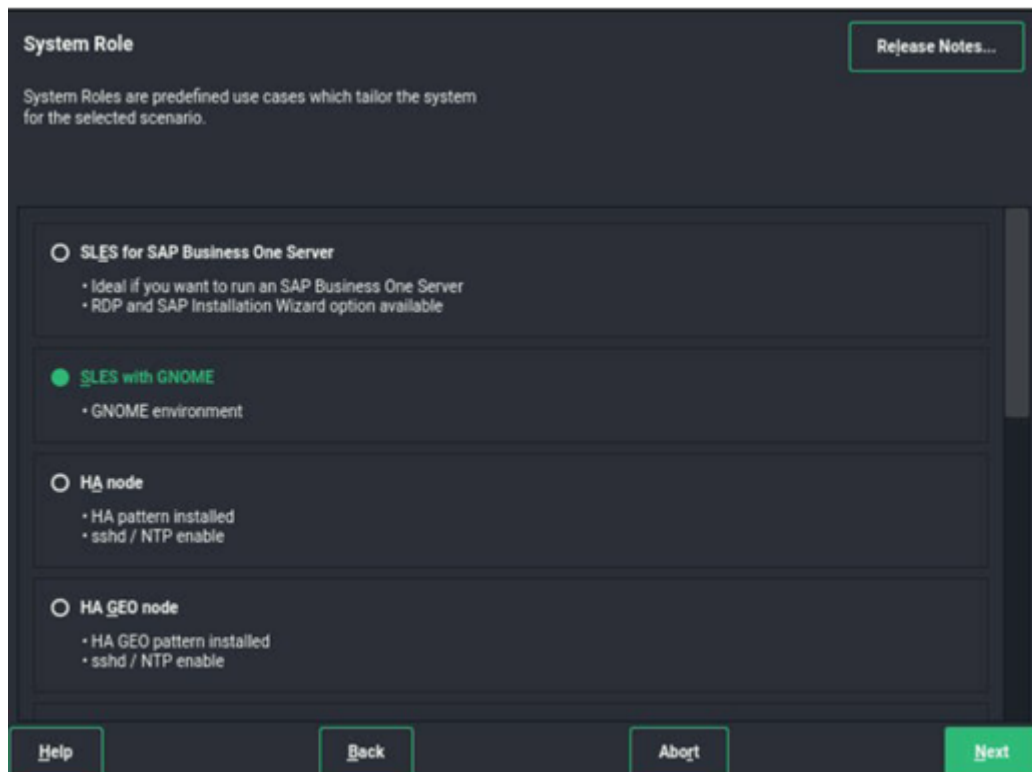 System Role
Release Notes...
System Roles are predefined use cases which tailor the system
for the selected scenario.
SLES for SAP Business One Server
• Ideal if you want to run an SAP Business One Server
• RDP and SAP Installation Wizard option available
SLES with GNOME
• GNOME environment
HA node
• HA pattern installed
• sshd / NTP enable
HA GEO node
• HA GEO pattern installed
• sshd / NTP enable
Help
Back
Abort
Next